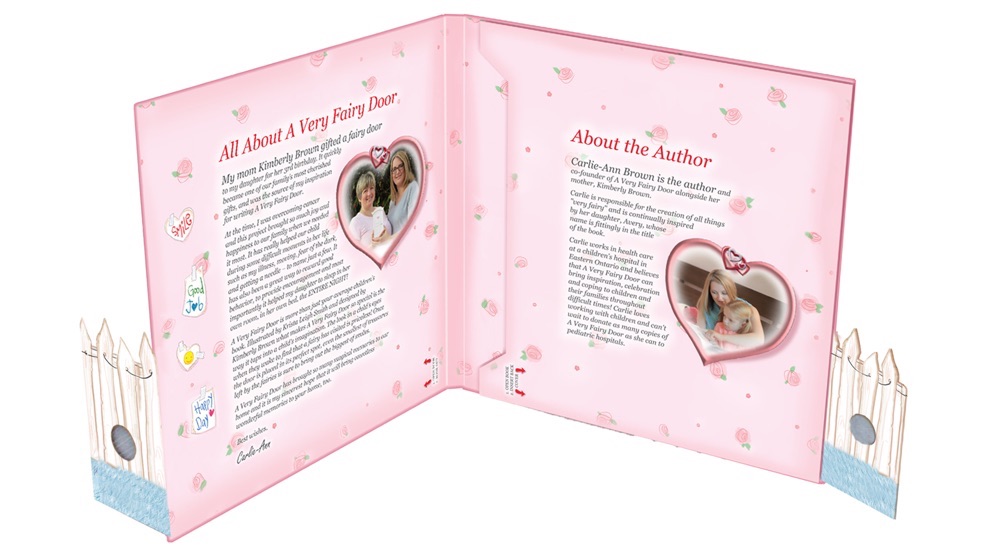 All About A Very Fairy Door
My mom Kimberly Brown gifted a fairy door
to my daughter for her 3rd birthday. It quickly
became one of our family's most cherished
gifts, and was the source of my inspiration
for writing A Very Fairy Door.
At the time, I was overcoming cancer
and this project brought so much joy and
happiness to our family when we needed
it most. It has really helped our child
during some difficult moments in her life
such as my illness, moving, fear of the dark,
and getting a needle – to name just a few. It
has also been a great way to reward good
behavior, to provide encouragement and most
importantly it helped my daughter to sleep in her
own room, in her own bed, the ENTIRE NIGHT!
A Very Fairy Door is more than just your average children's
book. Illustrated by Krista Leigh Smith and designed by
Kimberly Brown what makes A Very Fairy Door so special is the
way it taps into a child's imagination. The look in a child's eyes
when they wake to find that a fairy has visited is priceless! Once
the door is placed in its perfect spot, even the smallest of treasures
left by the fairies is sure to bring out the biggest of smiles.
A Very Fairy Door has brought so many magical memories to our
home and it is my sincerest hope that it will bring countless
wonderful memories to your home, too.
Best wishes,
Carlie-Ann
SMILE
Good
Job
Happy
Day
About the Author
Carlie-Ann Brown is the author and
co-founder of A Very Fairy Door alongside her
mother, Kimberly Brown.
Carlie is responsible for the creation of all things
"very fairy" and is continually inspired
by her daughter, Avery, whose
name is fittingly in the title
of the book.
Carlie works in health care
at a children's hospital in
Eastern Ontario and believes
that A Very Fairy Door can
bring inspiration, celebration
and coping to children and
their families throughout
difficult times! Carlie loves
working with children and can't
wait to donate as many copies of
A Very Fairy Door as she can to
pediatric hospitals.